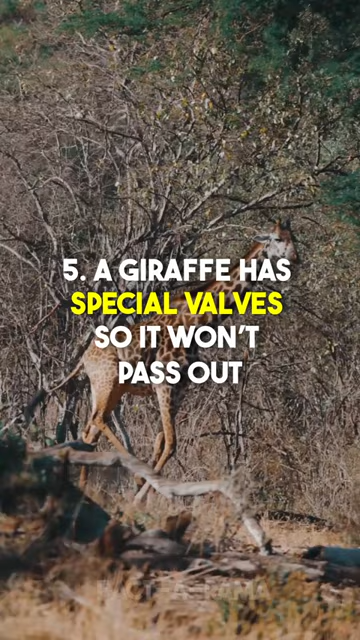 5. A GIRAFFE HAS
SPECIAL VALVES
SO IT WON'T
PASS OUT